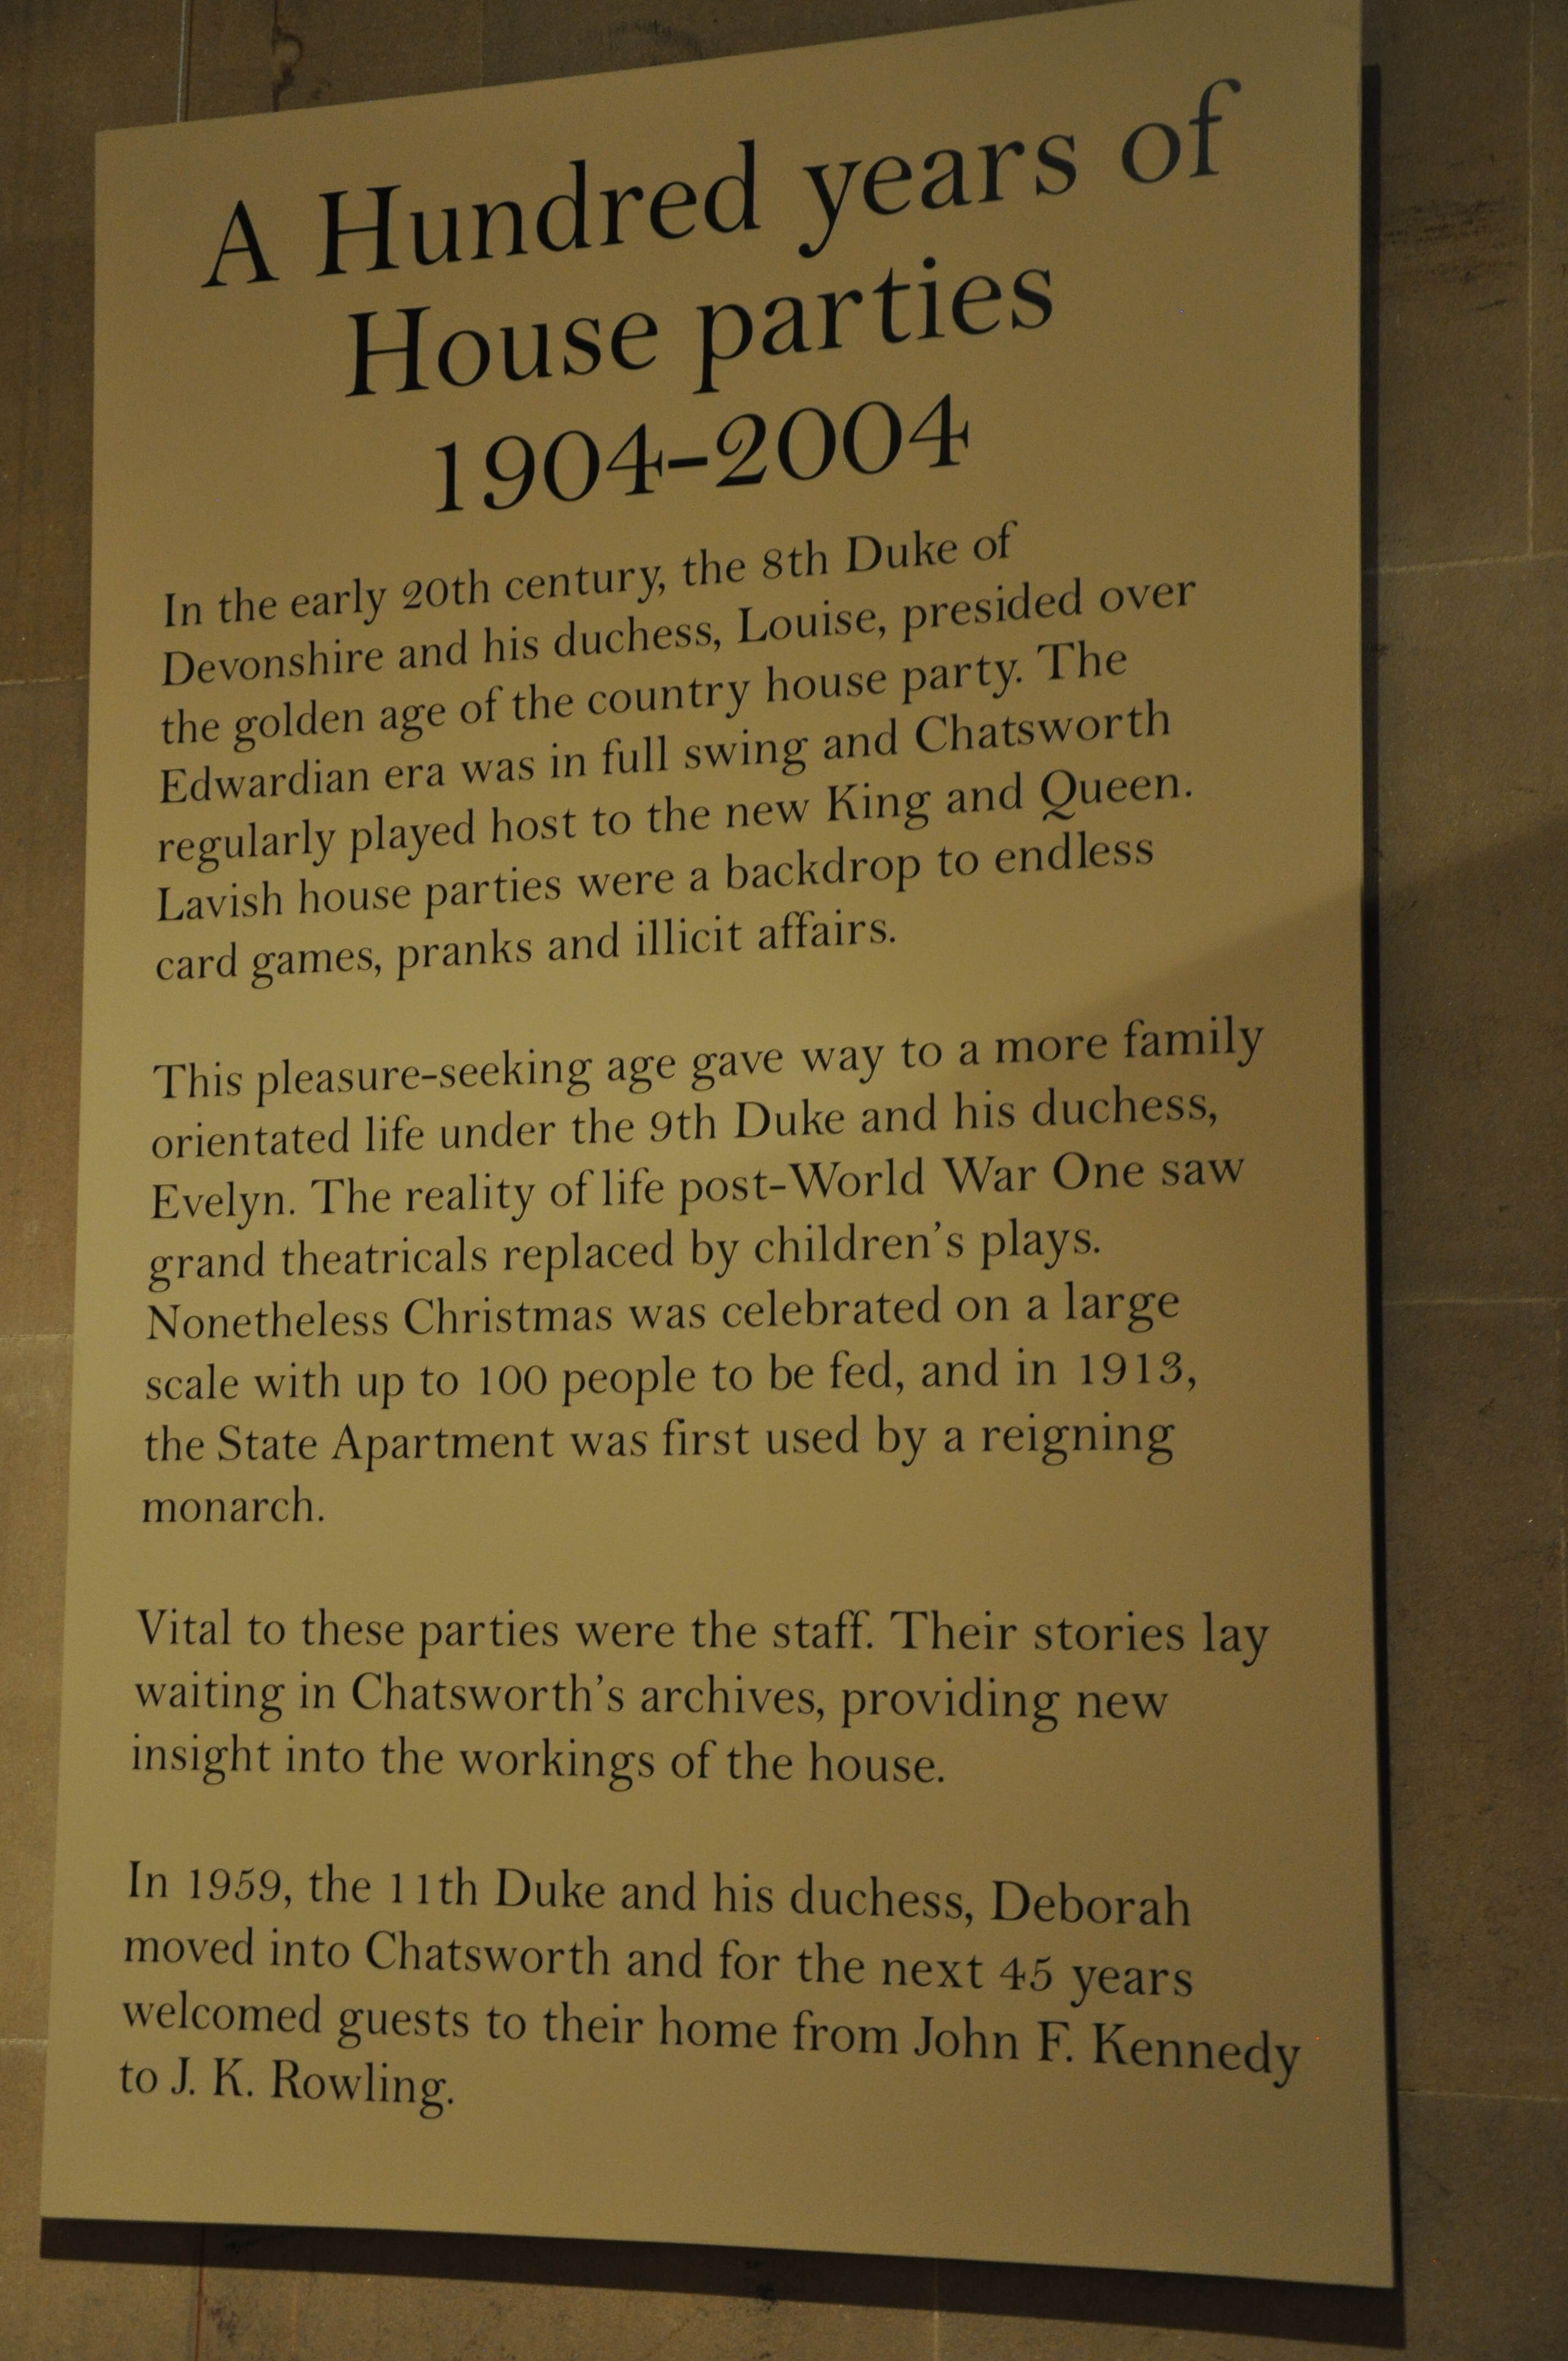 A Hundred years of
House parties
1904–2004
In the early 20th century, the 8th Duke of
Devonshire and his duchess, Louise, presided over
the golden age of the country house party. The
Edwardian era was in full swing and Chatsworth
regularly played host to the new King and Queen.
Lavish house parties were a backdrop to endless
card games, pranks and illicit affairs.
This pleasure-seeking age gave way to a more family
orientated life under the 9th Duke and his duchess,
Evelyn. The reality of life post-World War One saw
grand theatricals replaced by children’s plays.
Nonetheless Christmas was celebrated on a large
scale with up to 100 people to be fed, and in 1913,
the State Apartment was first used by a reigning
monarch.
Vital to these parties were the staff. Their stories lay
waiting in Chatsworth’s archives, providing new
insight into the workings of the house.
In 1959, the 11th Duke and his duchess, Deborah
moved into Chatsworth and for the next 45 years
welcomed guests to their home from John F. Kennedy
to J. K. Rowling.